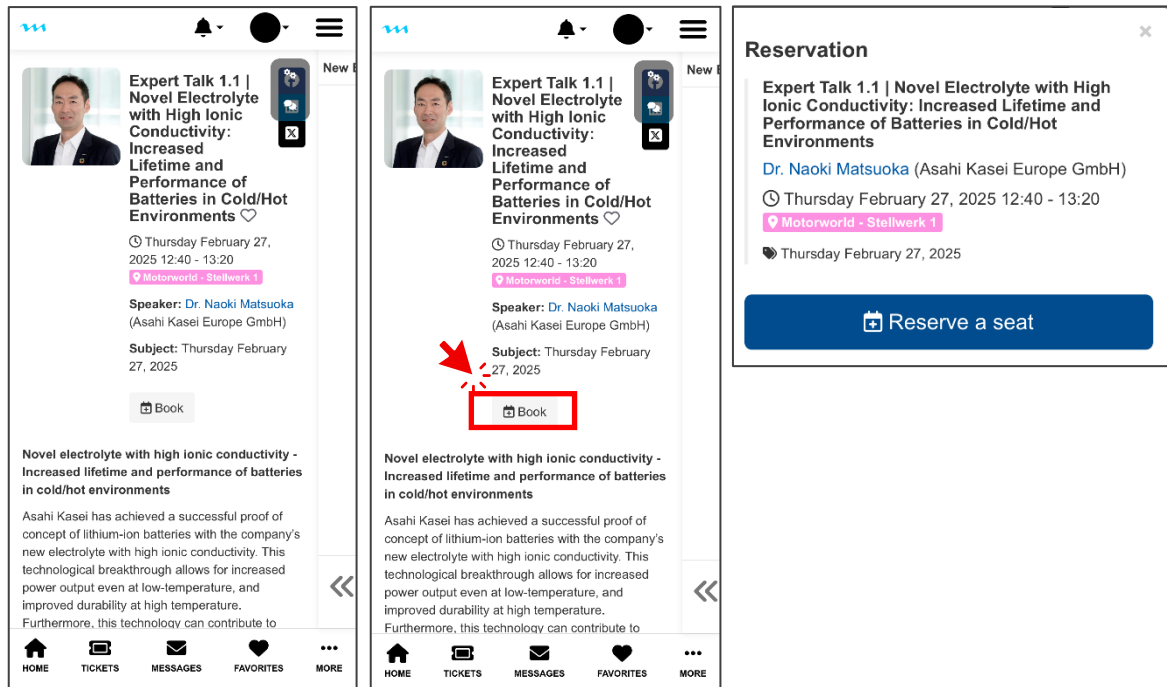 New E
Expert Talk 1.1 |
Novel Electrolyte
with High Ionic
Conductivity:
Increased
Lifetime and
Performance of
Batteries in Cold/Hot
Environments
Thursday February 27,
2025 12:40 - 13:20
Motorworld - Stellwerk 1
Speaker: Dr. Naoki Matsuoka
(Asahi Kasei Europe GmbH)
Subject: Thursday February
27, 2025
Book
Novel electrolyte with high ionic conductivity -
Increased lifetime and performance of batteries
in cold/hot environments
Asahi Kasei has achieved a successful proof of
concept of lithium-ion batteries with the company's
new electrolyte with high ionic conductivity. This
technological breakthrough allows for increased
power output even at low-temperature, and
improved durability at high temperature.
Furthermore, this technology can contribute to
HOME TICKETS MESSAGES FAVORITES MORE
New E
Expert Talk 1.1 |
Novel Electrolyte
with High Ionic
Conductivity:
Increased
Lifetime and
Performance of
Batteries in Cold/Hot
Environments
Thursday February 27,
2025 12:40 - 13:20
Motorworld - Stellwerk 1
Speaker: Dr. Naoki Matsuoka
(Asahi Kasei Europe GmbH)
Subject: Thursday February
27, 2025
Book
Novel electrolyte with high ionic conductivity -
Increased lifetime and performance of batteries
in cold/hot environments
Asahi Kasei has achieved a successful proof of
concept of lithium-ion batteries with the company's
new electrolyte with high ionic conductivity. This
technological breakthrough allows for increased
power output even at low-temperature, and
improved durability at high temperature.
Furthermore, this technology can contribute to
HOME TICKETS MESSAGES FAVORITES MORE
Reservation
Expert Talk 1.1 | Novel Electrolyte with High
Ionic Conductivity: Increased Lifetime and
Performance of Batteries in Cold/Hot
Environments
Dr. Naoki Matsuoka (Asahi Kasei Europe GmbH)
Thursday February 27, 2025 12:40 - 13:20
Motorworld - Stellwerk 1
Thursday February 27, 2025
Reserve a seat